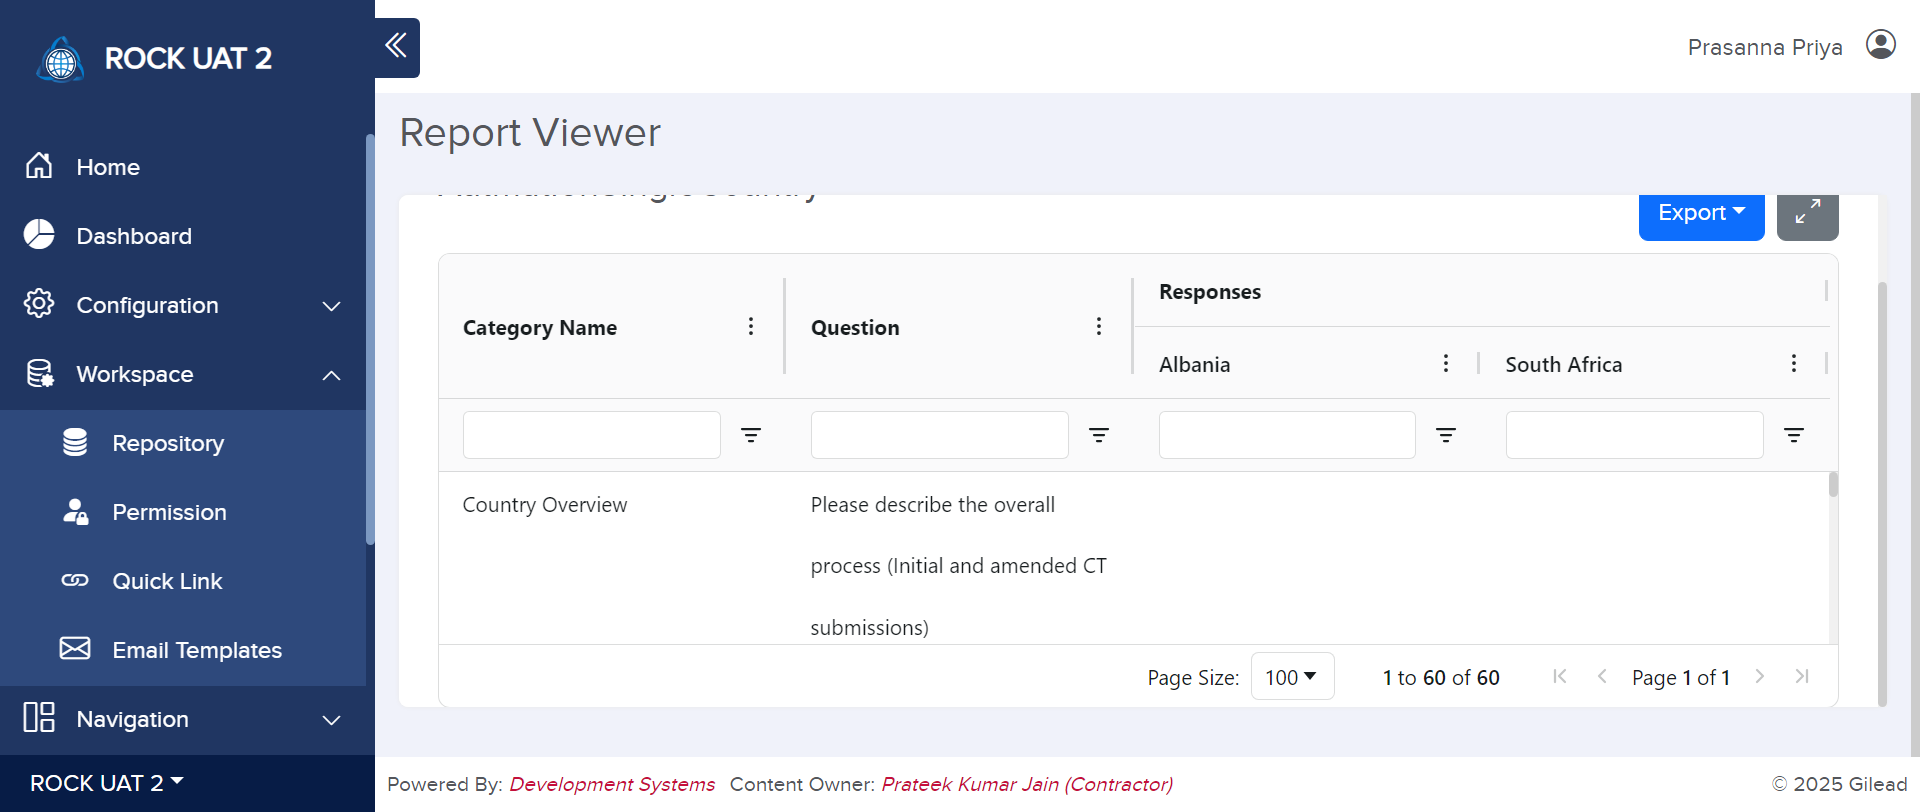 ROCK UAT 2
Prasanna Priya
Home
Dashboard
Configuration
Workspace
Repository
Permission
Quick Link
Email Templates
Navigation
ROCK UAT 2
Report Viewer
Export
Category Name
Question
Responses
Albania
South Africa
Country Overview
Please describe the overall
process (Initial and amended CT
submissions)
Page Size: 100 1 to 60 of 60 Page 1 of 1
Powered By: Development Systems Content Owner: Prateek Kumar Jain (Contractor)
© 2025 Gilead